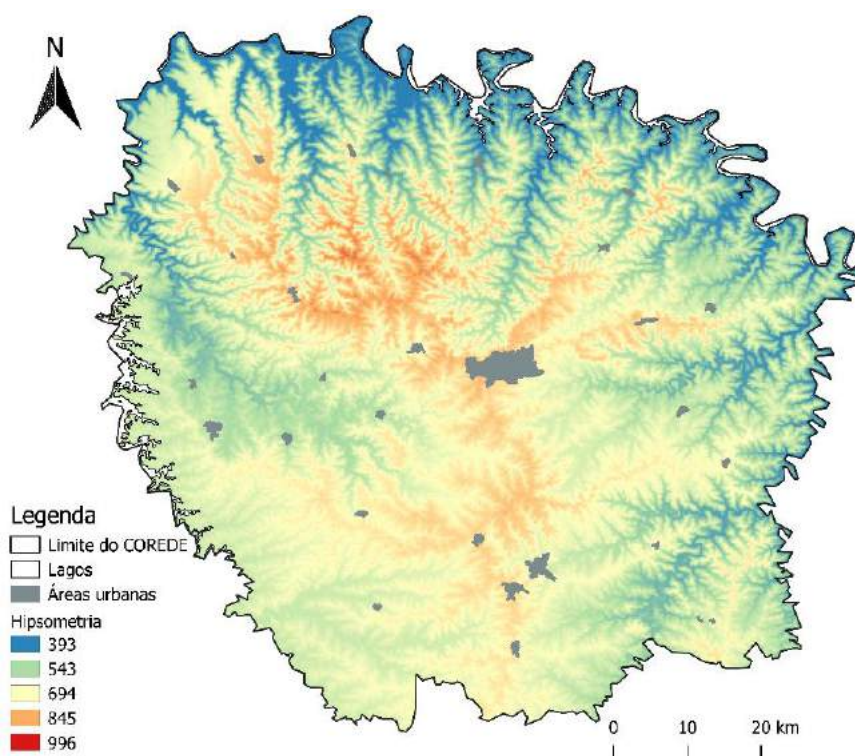 N
Legenda
Limite do COREDE
Lagos
Áreas urbanas
Hipsometria
393
543
694
845
996
0 10 20 km